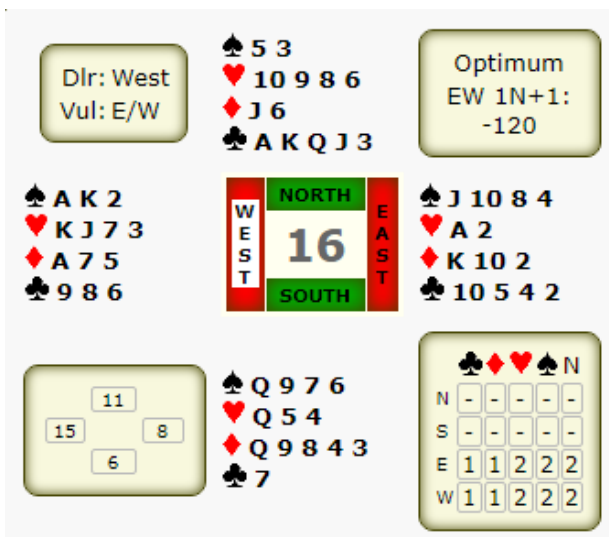 Dlr: West
Vul: E/W
♠ 5 3
♥ 10 9 8 6
♦ J 6
♣ A K Q J 3
Optimum
EW 1N+1:
-120
♠ A K 2
♥ K J 7 3
♦ A 7 5
♣ 9 8 6
NORTH
WEST
16
EAST
SOUTH
♠ J 10 8 4
♥ A 2
♦ K 10 2
♣ 10 5 4 2
11
15 8
6
♠ Q 9 7 6
♥ Q 5 4
♦ Q 9 8 4 3
♣ 7
♣ ♦ ♥ ♠ N
N - - - - -
S - - - - -
E 1 1 2 2 2
W 1 1 2 2 2